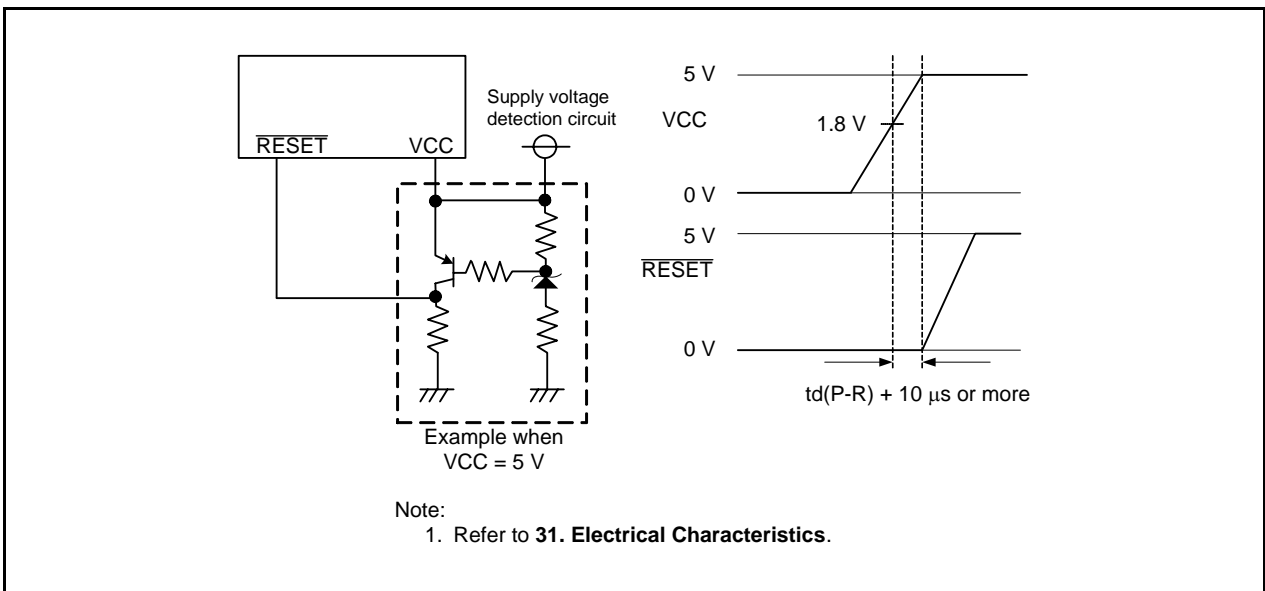 RESET
VCC
Supply voltage
detection circuit
Example when
VCC = 5 V
5 V
VCC
1.8 V
0 V
5 V
RESET
0 V
td(P-R) + 10 μs or more
Note:
1. Refer to 31. Electrical Characteristics.